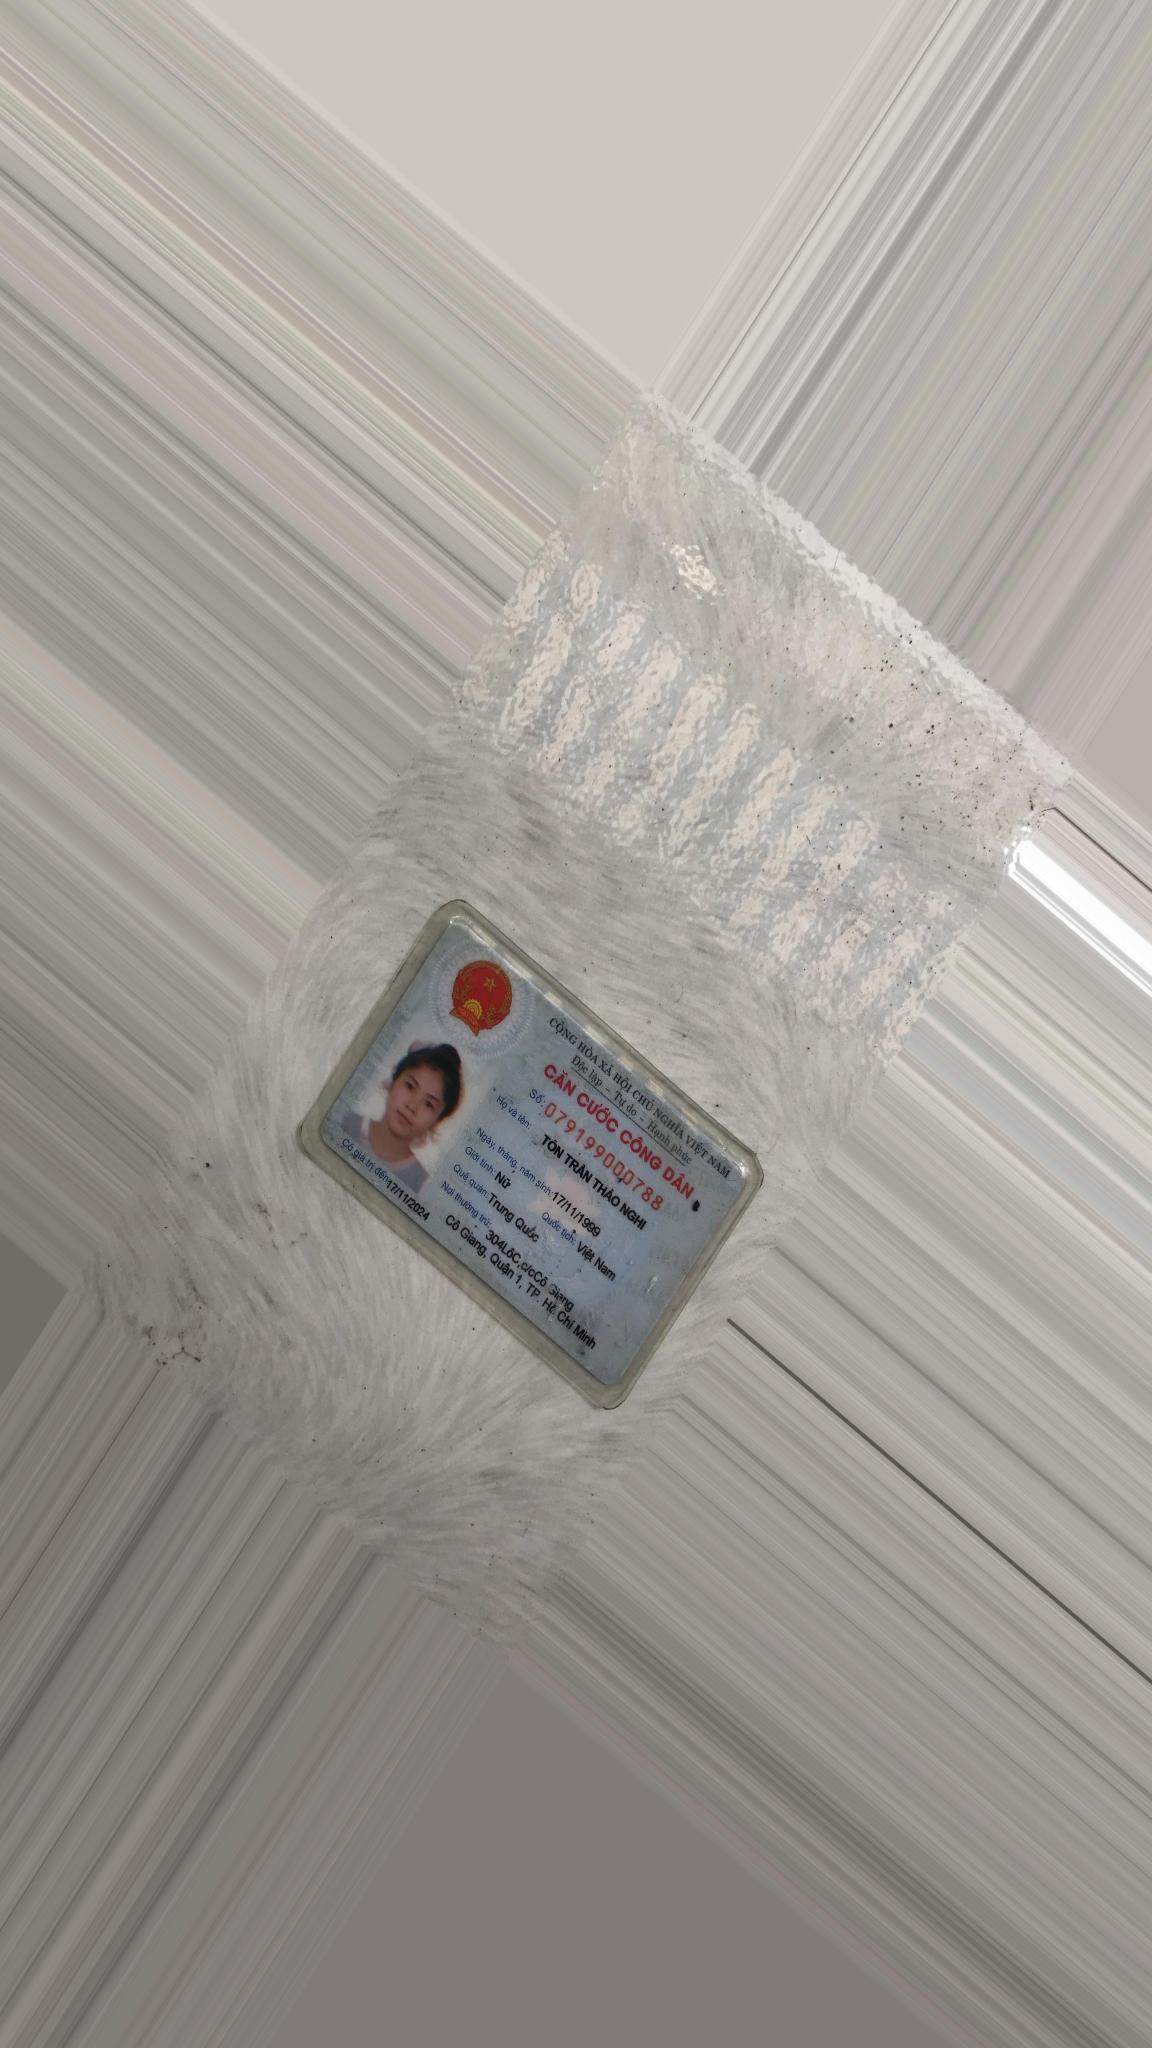 CỘNG HÒA XÃ HỘI CHỦ NGHĨA VIỆT NAM
Độc lập - Tự do - Hạnh phúc
CĂN CƯỚC CÔNG DÂN
Số: 079199000788
Họ và tên: TÔN TRẦN THẢO NGHI
Ngày, tháng, năm sinh: 17/11/1999
Giới tính: Nữ Quốc tịch: Việt Nam
Quê quán: Trung Quốc
Nơi thường trú: 304LôC,c/cCô Giang
Cô Giang, Quận 1, TP. Hồ Chí Minh
Có giá trị đến: 17/11/2024